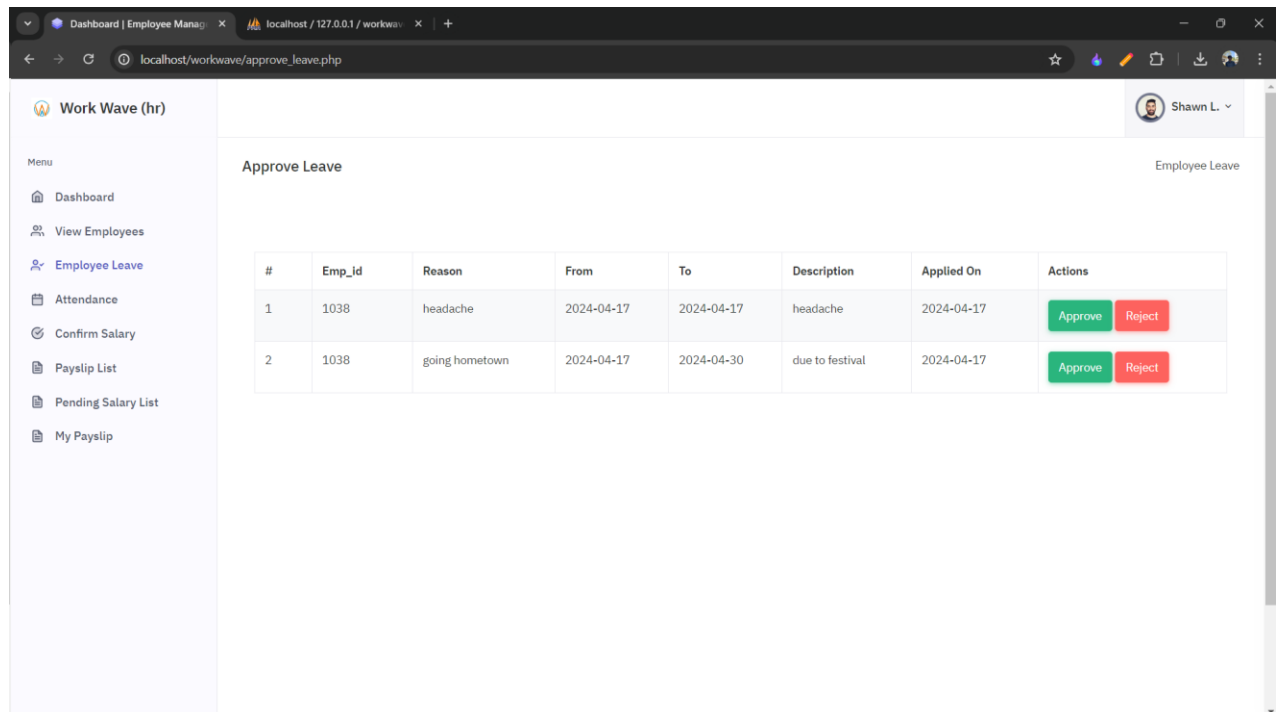 Dashboard | Employee Manag
localhost / 127.0.0.1 / workwav
localhost/workwave/approve_leave.php
Work Wave (hr)
Shawn L.
Menu
Approve Leave
Employee Leave
Dashboard
View Employees
Employee Leave
Attendance
Confirm Salary
Payslip List
Pending Salary List
My Payslip
# Emp_id Reason From To Description Applied On Actions
1 1038 headache 2024-04-17 2024-04-17 headache 2024-04-17 Approve Reject
2 1038 going hometown 2024-04-17 2024-04-30 due to festival 2024-04-17 Approve Reject